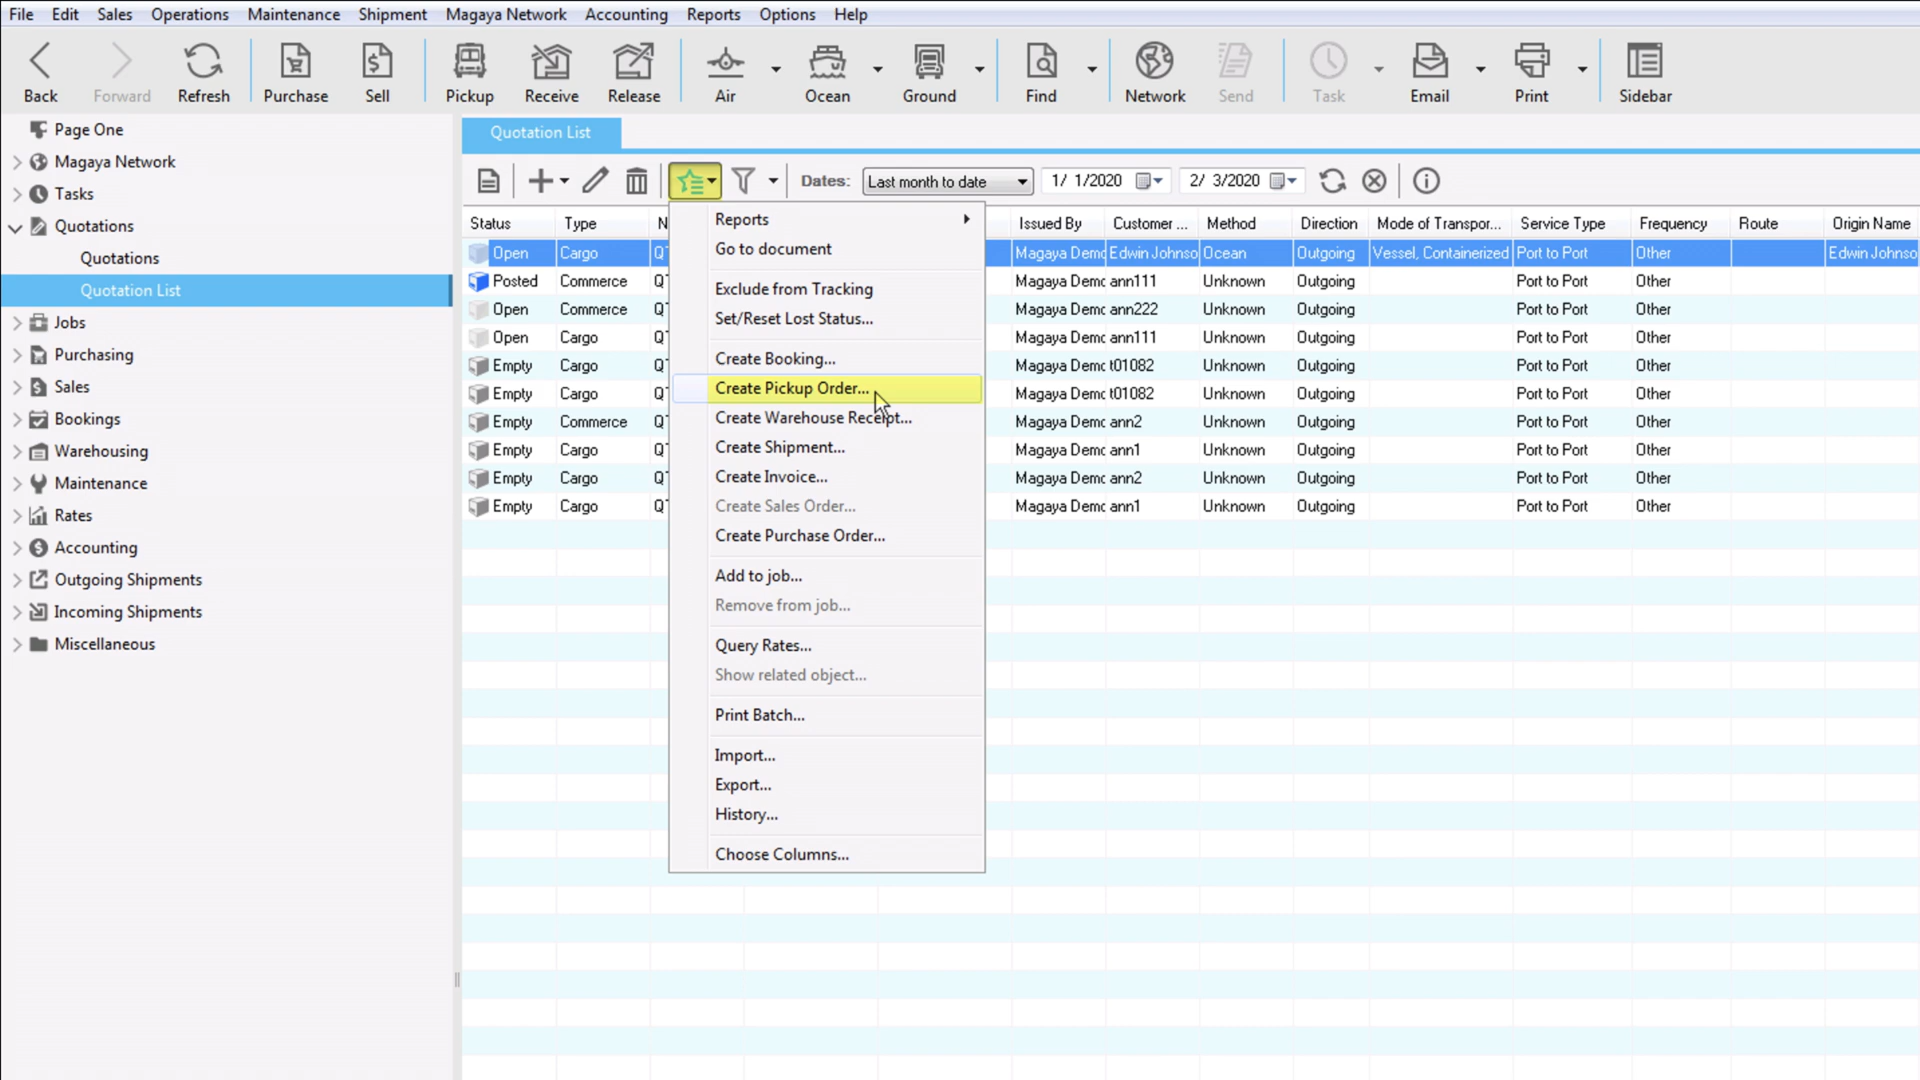 File Edit Sales Operations Maintenance Shipment Magaya Network Accounting Reports Options Help
Back Forward Refresh Purchase Sell Pickup Receive Release Air Ocean Ground Find Network Send Task Email Print Sidebar
Page One
Magaya Network
Tasks
Quotations
Quotations
Quotation List
Jobs
Purchasing
Sales
Bookings
Warehousing
Maintenance
Rates
Accounting
Outgoing Shipments
Incoming Shipments
Miscellaneous
Quotation List
Dates: Last month to date 1/ 1/2020 2/ 3/2020
Status Type N Issued By Customer ... Method Direction Mode of Transpor... Service Type Frequency Route Origin Name
Open Cargo Magaya Demo Edwin Johnso Ocean Outgoing Vessel, Containerized Port to Port Other Edwin Johnso
Posted Commerce Magaya Demo ann111 Unknown Outgoing Port to Port Other
Open Commerce Magaya Demo ann222 Unknown Outgoing Port to Port Other
Open Cargo Magaya Demo ann111 Unknown Outgoing Port to Port Other
Empty Cargo Magaya Demo t01082 Unknown Outgoing Port to Port Other
Empty Cargo Magaya Demo t01082 Unknown Outgoing Port to Port Other
Empty Commerce Magaya Demo ann2 Unknown Outgoing Port to Port Other
Empty Cargo Magaya Demo ann1 Unknown Outgoing Port to Port Other
Empty Cargo Magaya Demo ann2 Unknown Outgoing Port to Port Other
Empty Cargo Magaya Demo ann1 Unknown Outgoing Port to Port Other
Reports
Go to document
Exclude from Tracking
Set/Reset Lost Status...
Create Booking...
Create Pickup Order...
Create Warehouse Receipt...
Create Shipment...
Create Invoice...
Create Sales Order...
Create Purchase Order...
Add to job...
Remove from job...
Query Rates...
Show related object...
Print Batch...
Import...
Export...
History...
Choose Columns...